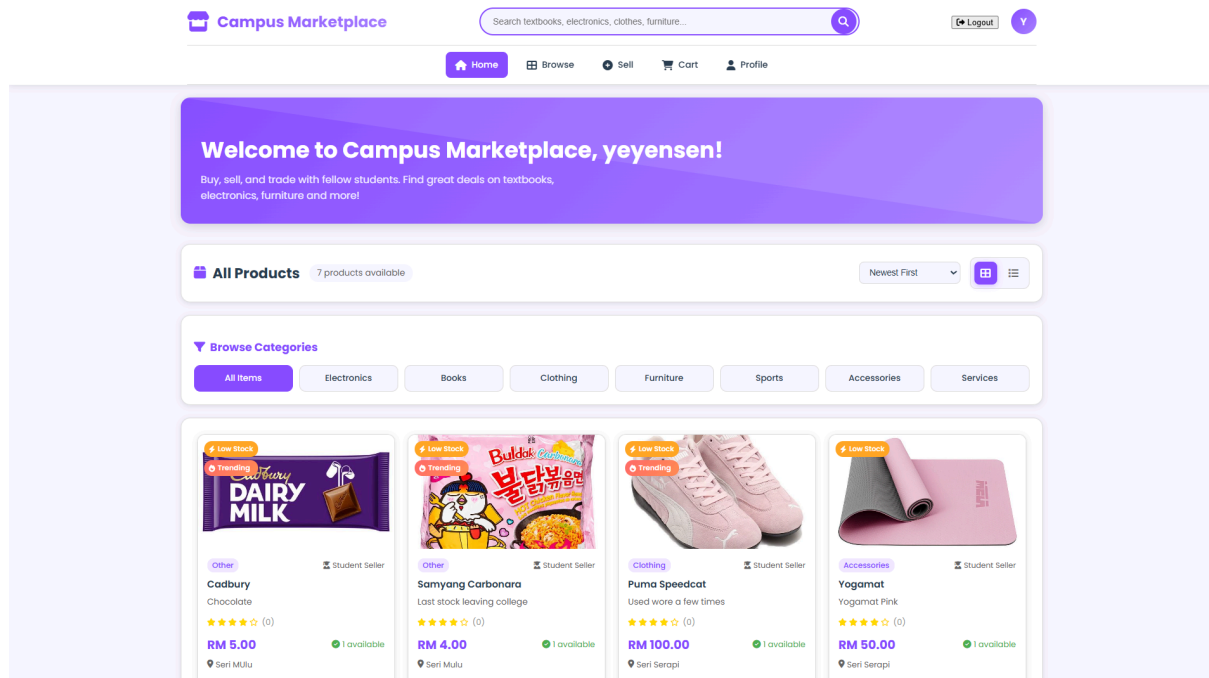 Campus Marketplace
Search textbooks, electronics, clothes, furniture...
Logout
Y
Home
Browse
Sell
Cart
Profile
Welcome to Campus Marketplace, yeyensen!
Buy, sell, and trade with fellow students. Find great deals on textbooks,
electronics, furniture and more!
All Products
7 products available
Newest First
Browse Categories
All Items
Electronics
Books
Clothing
Furniture
Sports
Accessories
Services
Low Stock
Trending
Cadbury
DAIRY
MILK
Other
Student Seller
Cadbury
Chocolate
(0)
RM 5.00
1 available
Seri MUlu
Low Stock
Trending
Buldak Carbonara
불닭볶음면
Other
Student Seller
Samyang Carbonara
Last stock leaving college
(0)
RM 4.00
1 available
Seri Mulu
Low Stock
Trending
Clothing
Student Seller
Puma Speedcat
Used wore a few times
(0)
RM 100.00
1 available
Seri Serapi
Low Stock
Accessories
Student Seller
Yogamat
Yogamat Pink
(0)
RM 50.00
1 available
Seri Serapi